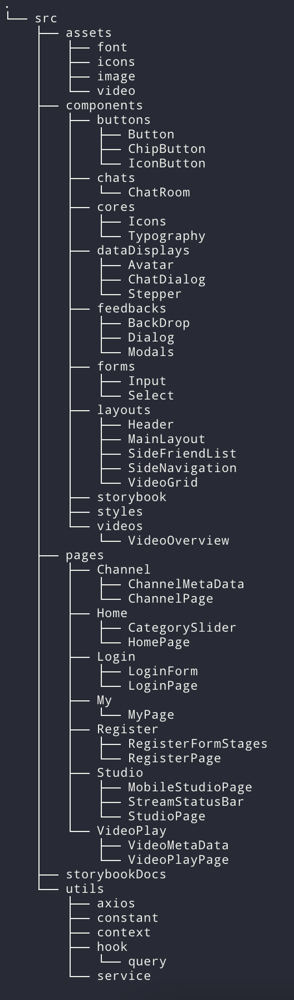 .
└── src
    ├── assets
    │   ├── font
    │   ├── icons
    │   ├── image
    │   └── video
    ├── components
    │   ├── buttons
    │   │   ├── Button
    │   │   ├── ChipButton
    │   │   └── IconButton
    │   ├── chats
    │   │   └── ChatRoom
    │   ├── cores
    │   │   ├── Icons
    │   │   └── Typography
    │   ├── dataDisplays
    │   │   ├── Avatar
    │   │   ├── ChatDialog
    │   │   └── Stepper
    │   ├── feedbacks
    │   │   ├── BackDrop
    │   │   ├── Dialog
    │   │   └── Modals
    │   ├── forms
    │   │   ├── Input
    │   │   └── Select
    │   ├── layouts
    │   │   ├── Header
    │   │   ├── MainLayout
    │   │   ├── SideFriendList
    │   │   ├── SideNavigation
    │   │   └── VideoGrid
    │   ├── storybook
    │   ├── styles
    │   └── videos
    │       └── VideoOverview
    ├── pages
    │   ├── Channel
    │   │   ├── ChannelMetaData
    │   │   └── ChannelPage
    │   ├── Home
    │   │   ├── CategorySlider
    │   │   └── HomePage
    │   ├── Login
    │   │   ├── LoginForm
    │   │   └── LoginPage
    │   ├── My
    │   │   └── MyPage
    │   ├── Register
    │   │   ├── RegisterFormStages
    │   │   └── RegisterPage
    │   ├── Studio
    │   │   ├── MobileStudioPage
    │   │   ├── StreamStatusBar
    │   │   └── StudioPage
    │   └── VideoPlay
    │       ├── VideoMetaData
    │       └── VideoPlayPage
    ├── storybookDocs
    └── utils
        ├── axios
        ├── constant
        ├── context
        ├── hook
        │   └── query
        └── service